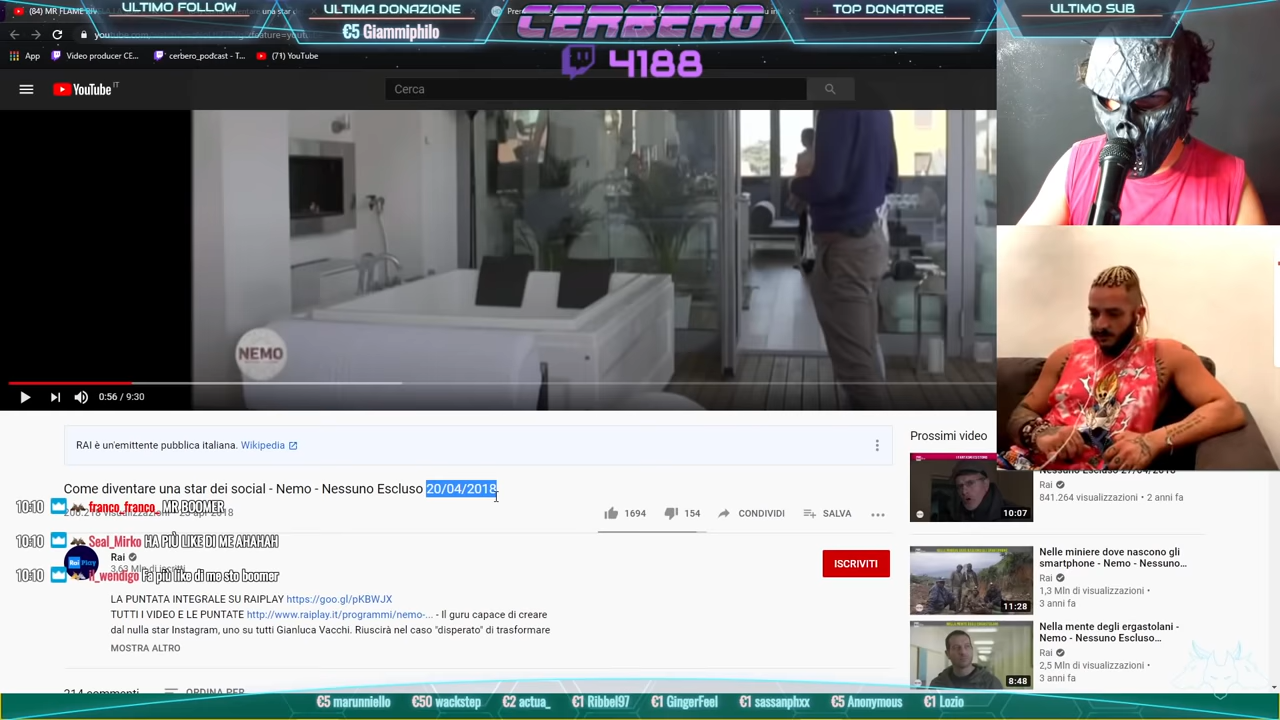 ULTIMO FOLLOW
ULTIMA DONAZIONE
€5 Giammiphilo
CERBERO
4188
TOP DONATORE
ULTIMO SUB
App
Video producer CE...
cerbero_podcast - T...
(71) YouTube
YouTube IT
Cerca
NEMO
0:56 / 9:30
RAI è un'emittente pubblica italiana. Wikipedia
Come diventare una star dei social - Nemo - Nessuno Escluso 20/04/2018
1694
154
CONDIVIDI
SALVA
10:10 franco_franco_ MR BOOMER
10:10 Seal_Mirko HA PIÙ LIKE DI ME AHAHAH
10:10 Il_wendigo Fa più like di me sto boomer
Rai
ISCRIVITI
LA PUNTATA INTEGRALE SU RAIPLAY https://goo.gl/pKBWJX
TUTTI I VIDEO E LE PUNTATE http://www.raiplay.it/programmi/nemo-... - Il guru capace di creare
dal nulla star Instagram, uno su tutti Gianluca Vacchi. Riuscirà nel caso "disperato" di trasformare
MOSTRA ALTRO
214 commenti
ORDINA PER
Prossimi video
Nessuno Escluso 27/04/2018
Rai
841.264 visualizzazioni •
2 anni fa
10:07
Nelle miniere dove nascono gli
smartphone - Nemo - Nessuno...
Rai
1,3 Mln di visualizzazioni •
3 anni fa
11:28
Nella mente degli ergastolani -
Nemo - Nessuno Escluso...
Rai
2,5 Mln di visualizzazioni •
3 anni fa
8:48
€5 marunniello
€50 wackstep
€2 actua_
€1 Ribbel97
€1 GingerFeel
€1 sassanphxx
€5 Anonymous
€1 Lozio